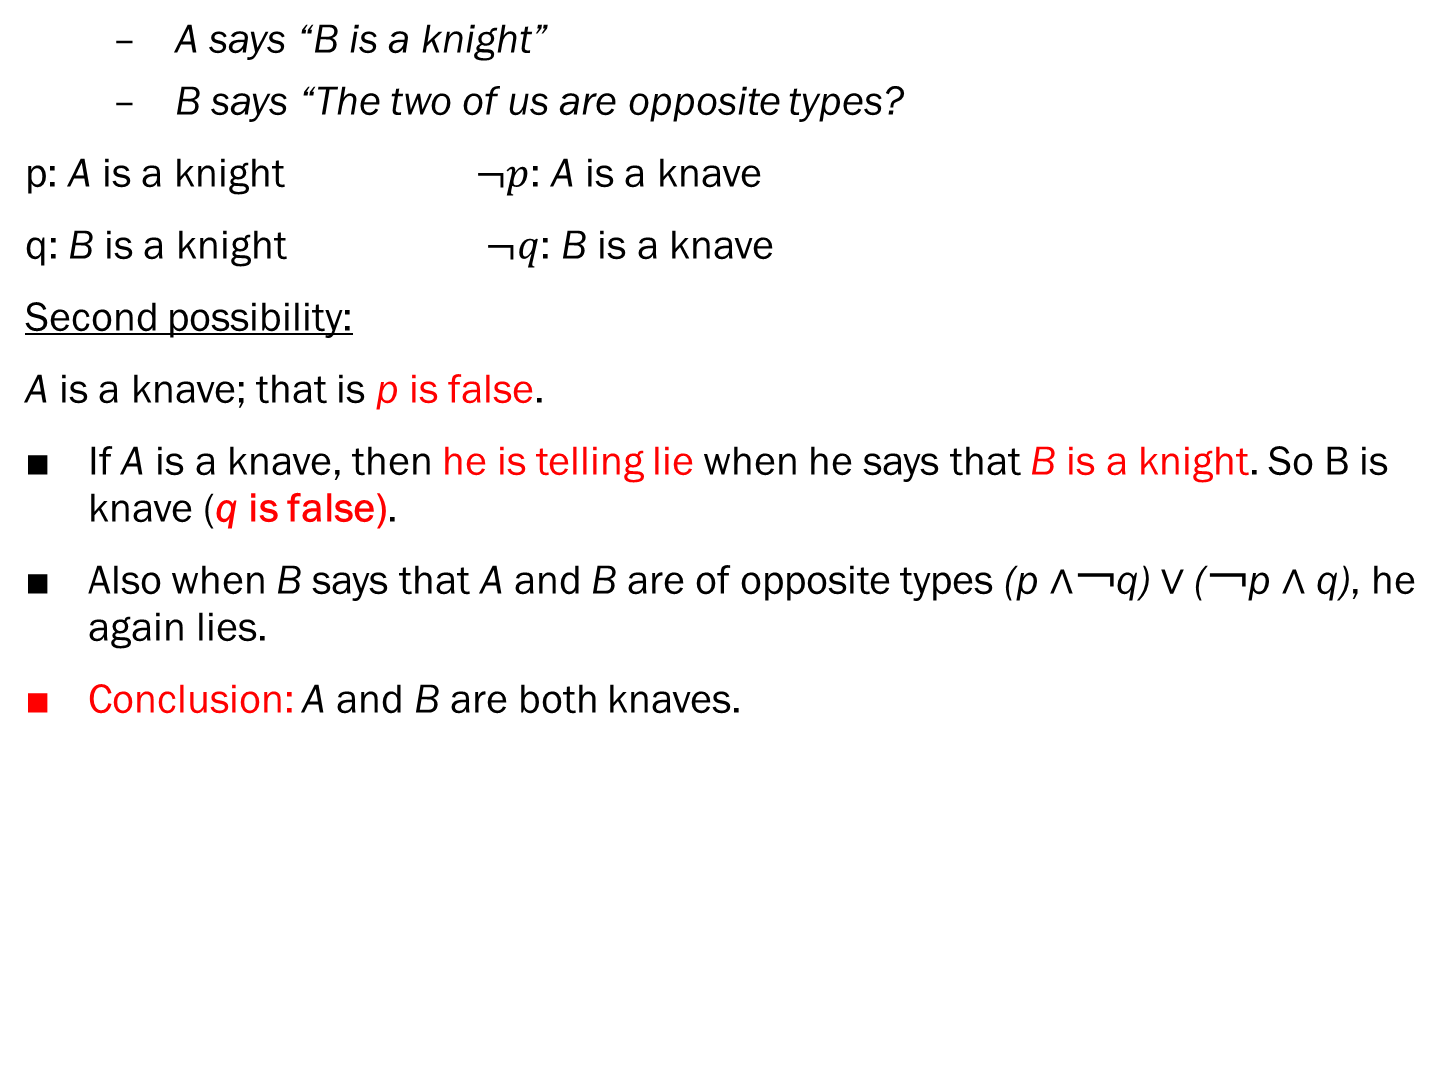 – A says “B is a knight”
– B says “The two of us are opposite types?
p: A is a knight ¬p: A is a knave
q: B is a knight ¬q: B is a knave
Second possibility:
A is a knave; that is p is false.
■ If A is a knave, then he is telling lie when he says that B is a knight. So B is
knave (q is false).
■ Also when B says that A and B are of opposite types (p ∧¬q) ∨ (¬p ∧ q), he
again lies.
■ Conclusion: A and B are both knaves.